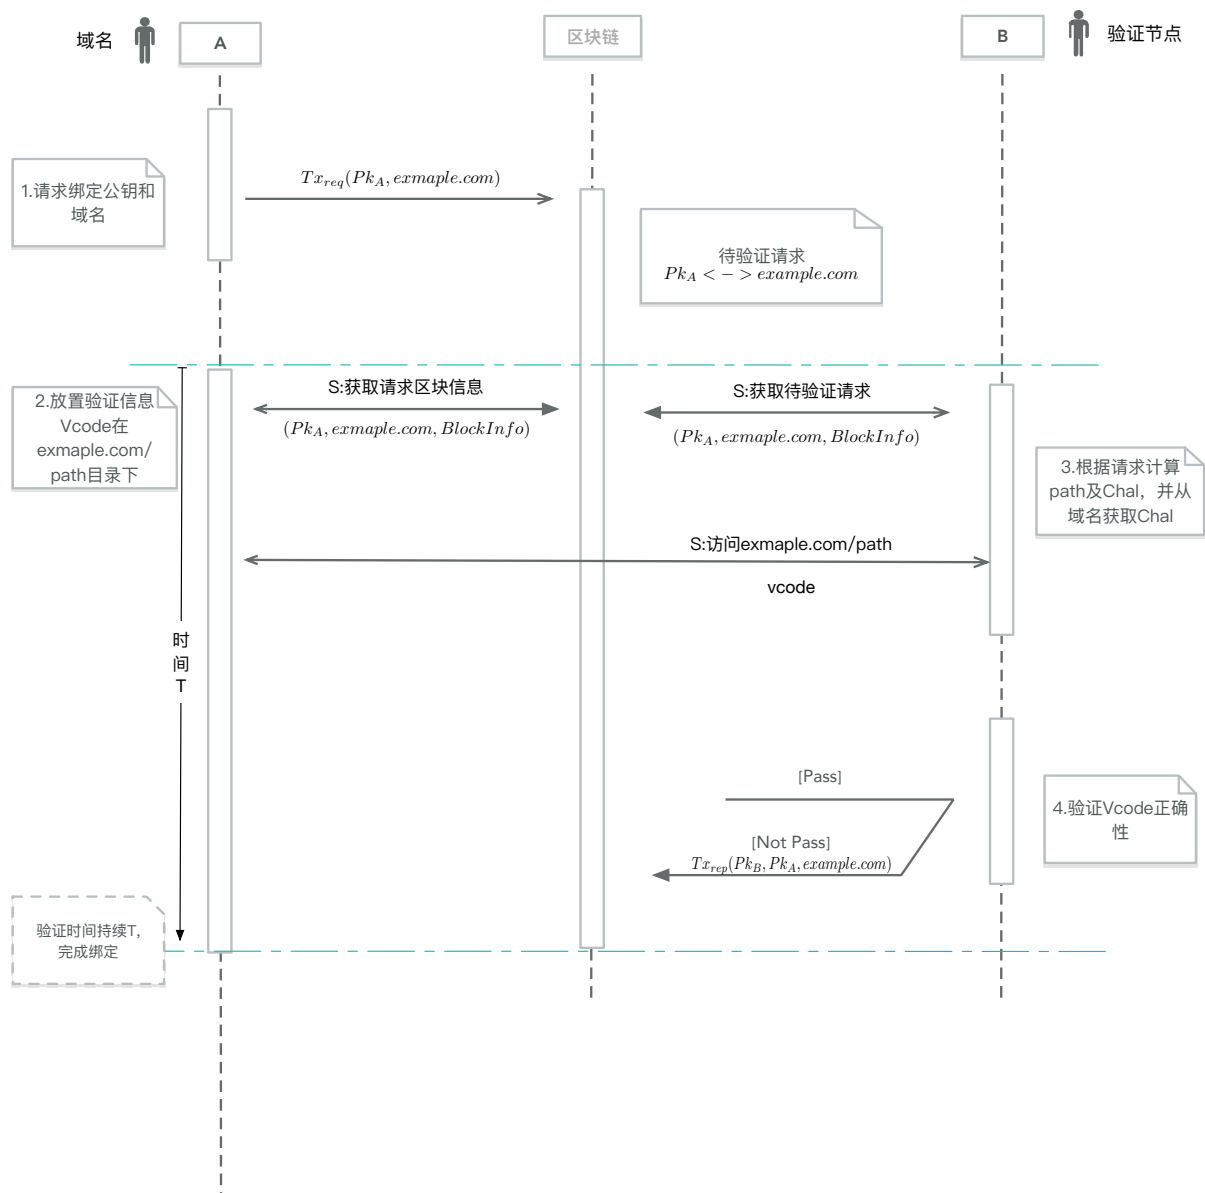 域名
A
区块链
B
验证节点
1.请求绑定公钥和
域名
Tx_req(Pk_A, exmaple.com)
待验证请求
Pk_A <-> example.com
2.放置验证信息
Vcode在
exmaple.com/
path目录下
S:获取请求区块信息
(Pk_A, exmaple.com, BlockInfo)
S:获取待验证请求
(Pk_A, exmaple.com, BlockInfo)
3.根据请求计算
path及Chal，并从
域名获取Chal
S:访问exmaple.com/path
vcode
时
间
T
[Pass]
[Not Pass]
Tx_rep(Pk_B, Pk_A, example.com)
4.验证Vcode正确
性
验证时间持续T,
完成绑定